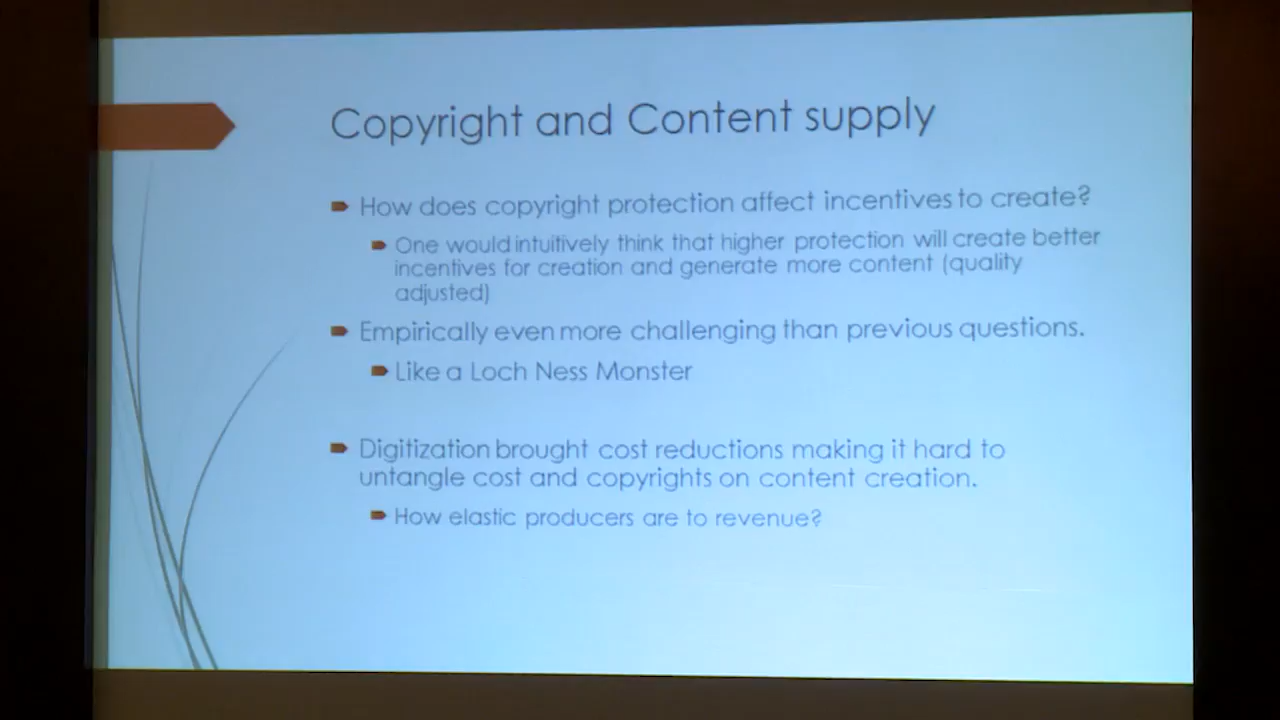 Copyright and Content supply
How does copyright protection affect incentives to create?
One would intuitively think that higher protection will create better
incentives for creation and generate more content (quality
adjusted)
Empirically even more challenging than previous questions.
Like a Loch Ness Monster
Digitization brought cost reductions making it hard to
untangle cost and copyrights on content creation.
How elastic producers are to revenue?